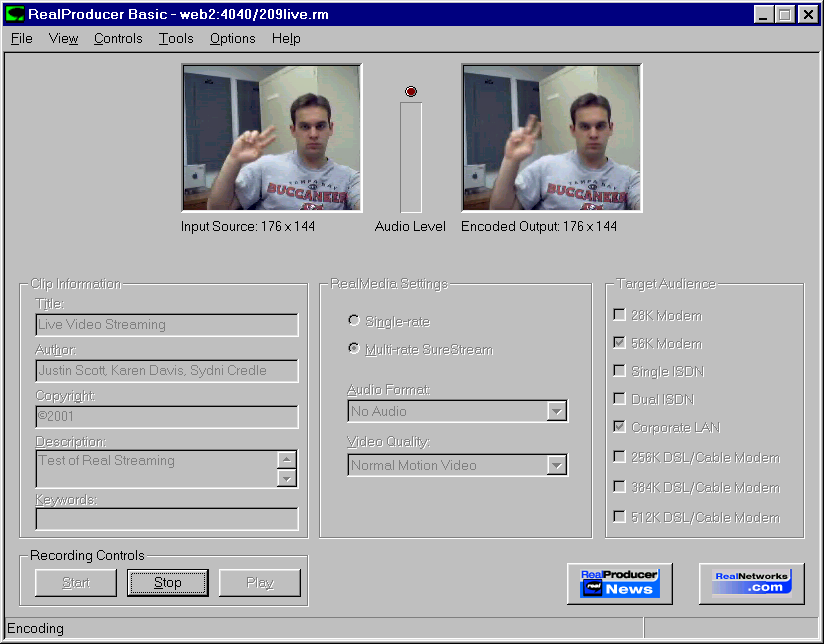 RealProducer Basic - web2:4040/209live.rm
File View Controls Tools Options Help
TAMPA BAY
BUCCANEERS
TAMPA BAY
BUCCANEERS
Input Source: 176 x 144
Audio Level
Encoded Output: 176 x 144
Clip Information
Title:
Live Video Streaming
Author:
Justin Scott, Karen Davis, Sydni Credle
Copyright:
©2001
Description:
Test of Real Streaming
Keywords:
RealMedia Settings
Single-rate
Multi-rate SureStream
Audio Format:
No Audio
Video Quality:
Normal Motion Video
Target Audience
28K Modem
56K Modem
Single ISDN
Dual ISDN
Corporate LAN
256K DSL/Cable Modem
384K DSL/Cable Modem
512K DSL/Cable Modem
Recording Controls
Start Stop Play
RealProducer
real News
RealNetworks
.com
Encoding